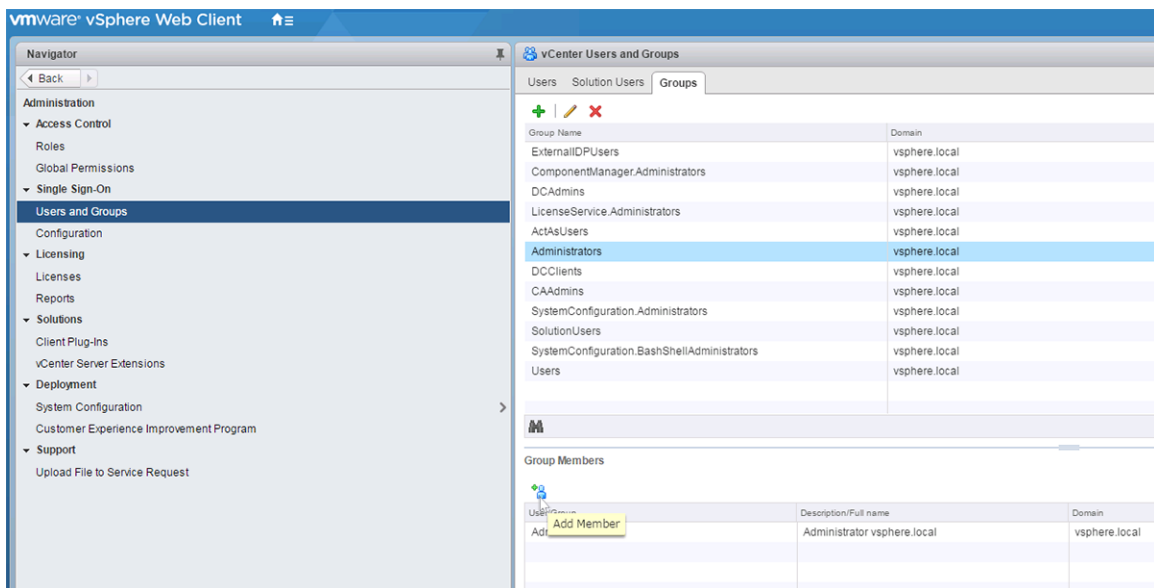 vmware® vSphere Web Client
Navigator
Back
Administration
Access Control
Roles
Global Permissions
Single Sign-On
Users and Groups
Configuration
Licensing
Licenses
Reports
Solutions
Client Plug-Ins
vCenter Server Extensions
Deployment
System Configuration
Customer Experience Improvement Program
Support
Upload File to Service Request
vCenter Users and Groups
Users Solution Users Groups
Group Name Domain
ExternalIDPUsers vsphere.local
ComponentManager.Administrators vsphere.local
DCAdmins vsphere.local
LicenseService.Administrators vsphere.local
ActAsUsers vsphere.local
Administrators vsphere.local
DCClients vsphere.local
CAAdmins vsphere.local
SystemConfiguration.Administrators vsphere.local
SolutionUsers vsphere.local
SystemConfiguration.BashShellAdministrators vsphere.local
Users vsphere.local
Group Members
Description/Full name Domain
Add Member
Administrator vsphere.local vsphere.local